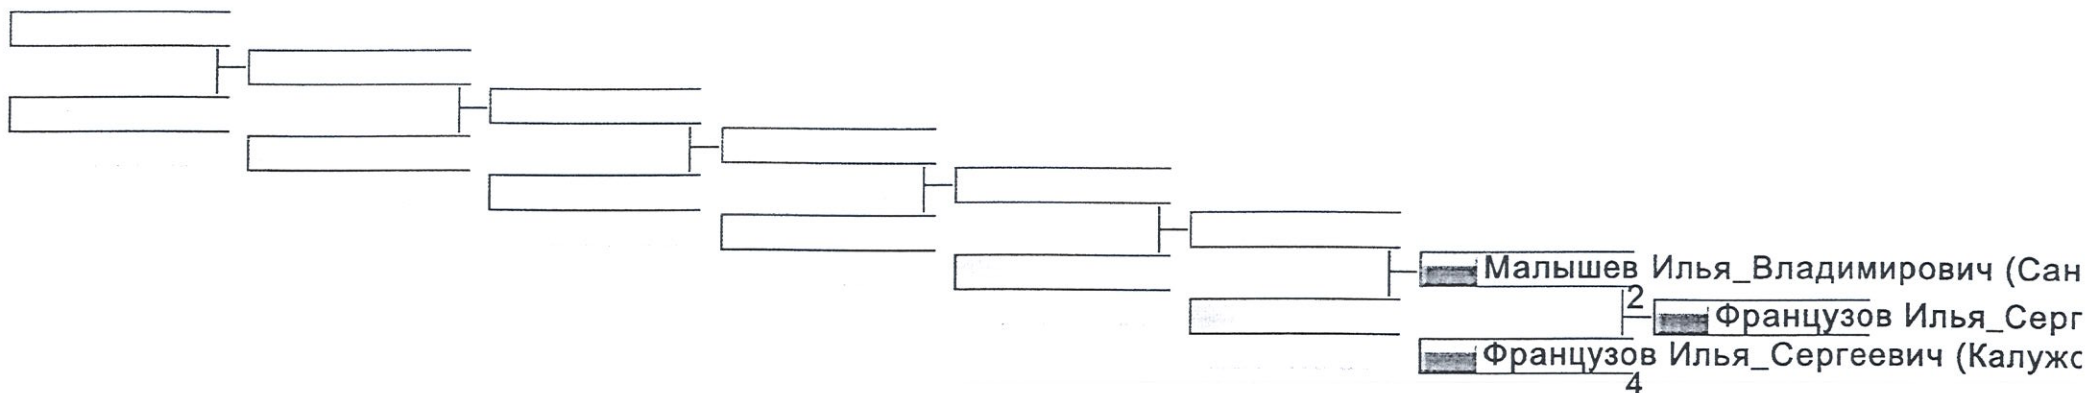 Малышев Илья_Владимирович (Сан
2
Французов Илья_Серг
Французов Илья_Сергеевич (Калужс
4